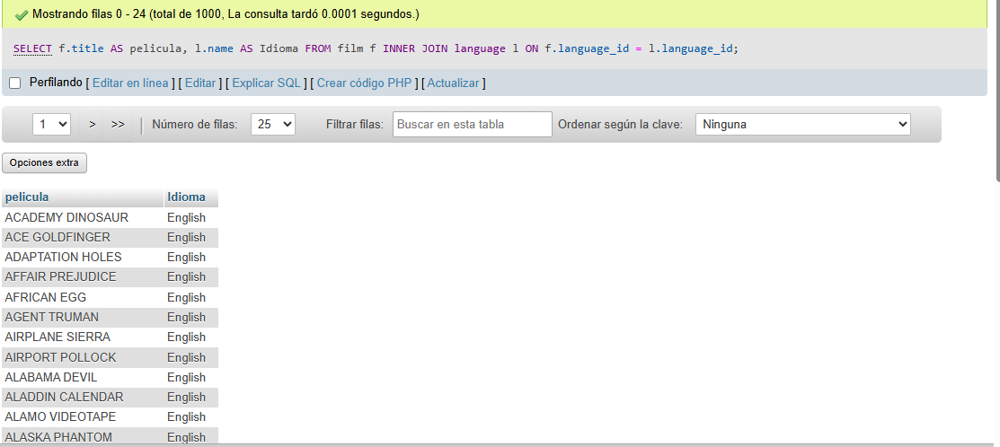 Mostrando filas 0 - 24 (total de 1000, La consulta tardó 0.0001 segundos.)
SELECT f.title AS pelicula, l.name AS Idioma FROM film f INNER JOIN language l ON f.language_id = l.language_id;
Perfilando [ Editar en línea ] [ Editar ] [ Explicar SQL ] [ Crear código PHP ] [ Actualizar ]
1 > >> | Número de filas: 25 Filtrar filas: Buscar en esta tabla Ordenar según la clave: Ninguna
Opciones extra
pelicula Idioma
ACADEMY DINOSAUR English
ACE GOLDFINGER English
ADAPTATION HOLES English
AFFAIR PREJUDICE English
AFRICAN EGG English
AGENT TRUMAN English
AIRPLANE SIERRA English
AIRPORT POLLOCK English
ALABAMA DEVIL English
ALADDIN CALENDAR English
ALAMO VIDEOTAPE English
ALASKA PHANTOM English